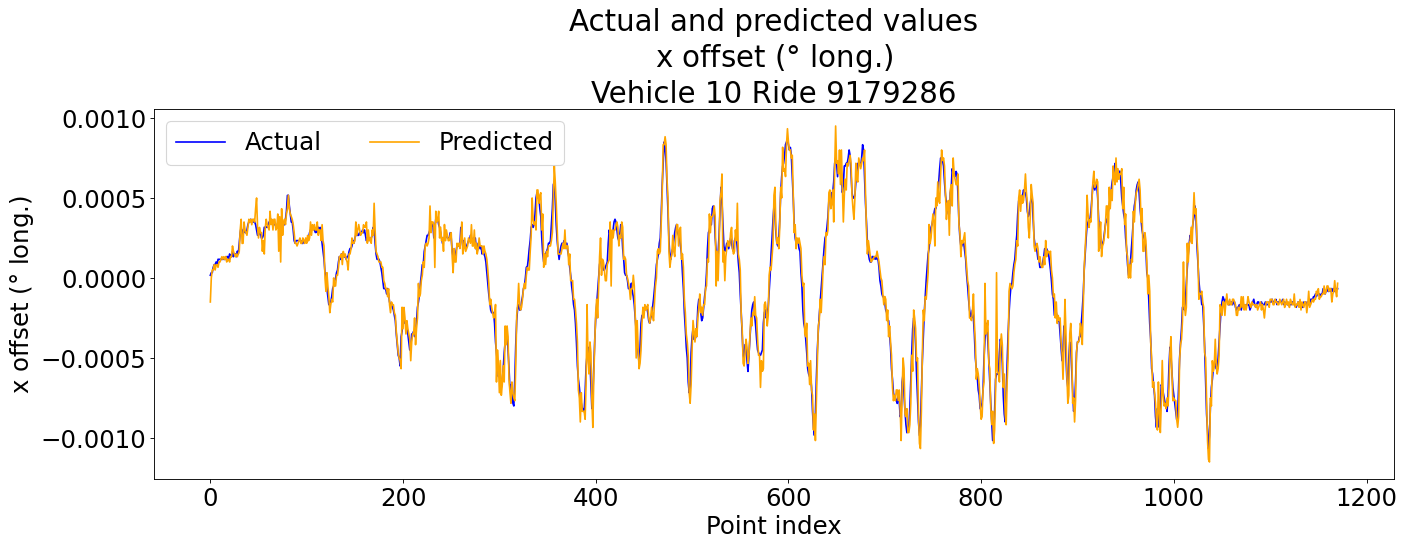 Actual and predicted values
x offset (° long.)
Vehicle 10 Ride 9179286
Actual
Predicted
0.0010
0.0005
0.0000
−0.0005
−0.0010
x offset (° long.)
0 200 400 600 800 1000 1200
Point index